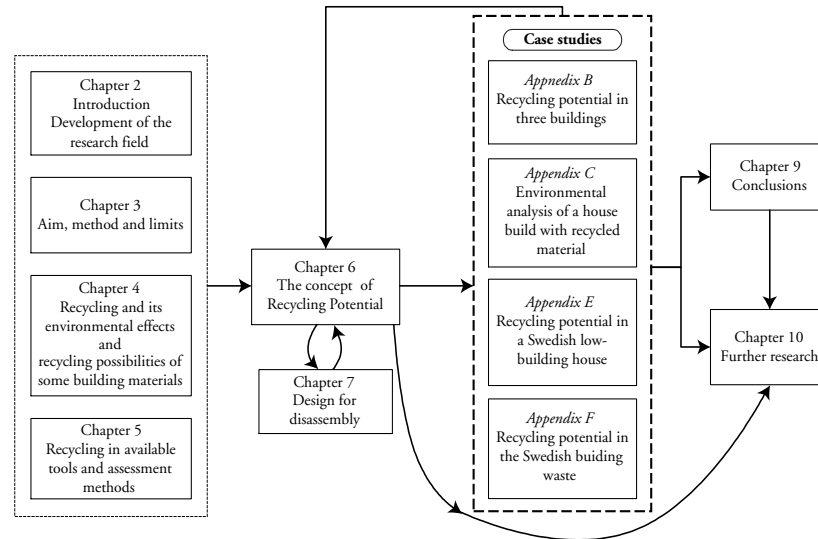 Chapter 2
Introduction
Development of the
research field
Chapter 3
Aim, method and limits
Chapter 4
Recycling and its
environmental effects
and
recycling possibilities of
some building materials
Chapter 5
Recycling in available
tools and assessment
methods
Chapter 6
The concept of
Recycling Potential
Chapter 7
Design for
disassembly
Case studies
Appnedix B
Recycling potential in
three buildings
Appendix C
Environmental
analysis of a house
build with recycled
material
Appendix E
Recycling potential in
a Swedish low-
building house
Appendix F
Recycling potential in
the Swedish buiding
waste
Chapter 9
Conclusions
Chapter 10
Further research